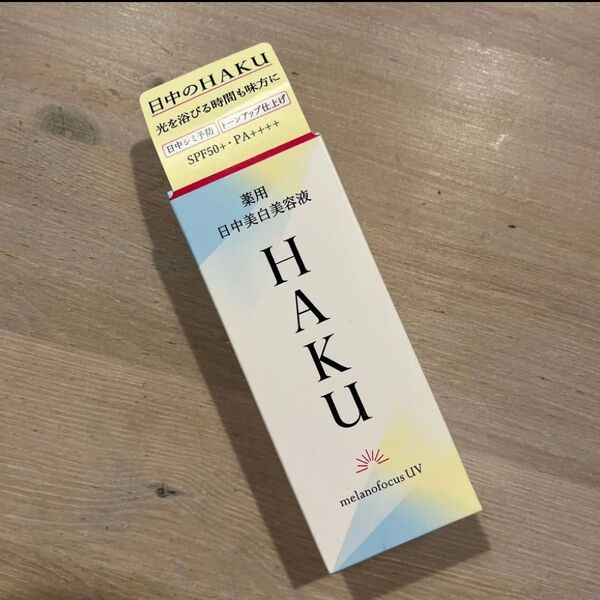 日中のHAKU
光を浴びる時間も味方に
日中シミ予防 トーンアップ仕上げ
SPF50+・PA++++
薬用
日中美白美容液
HAKU
melanofocus UV